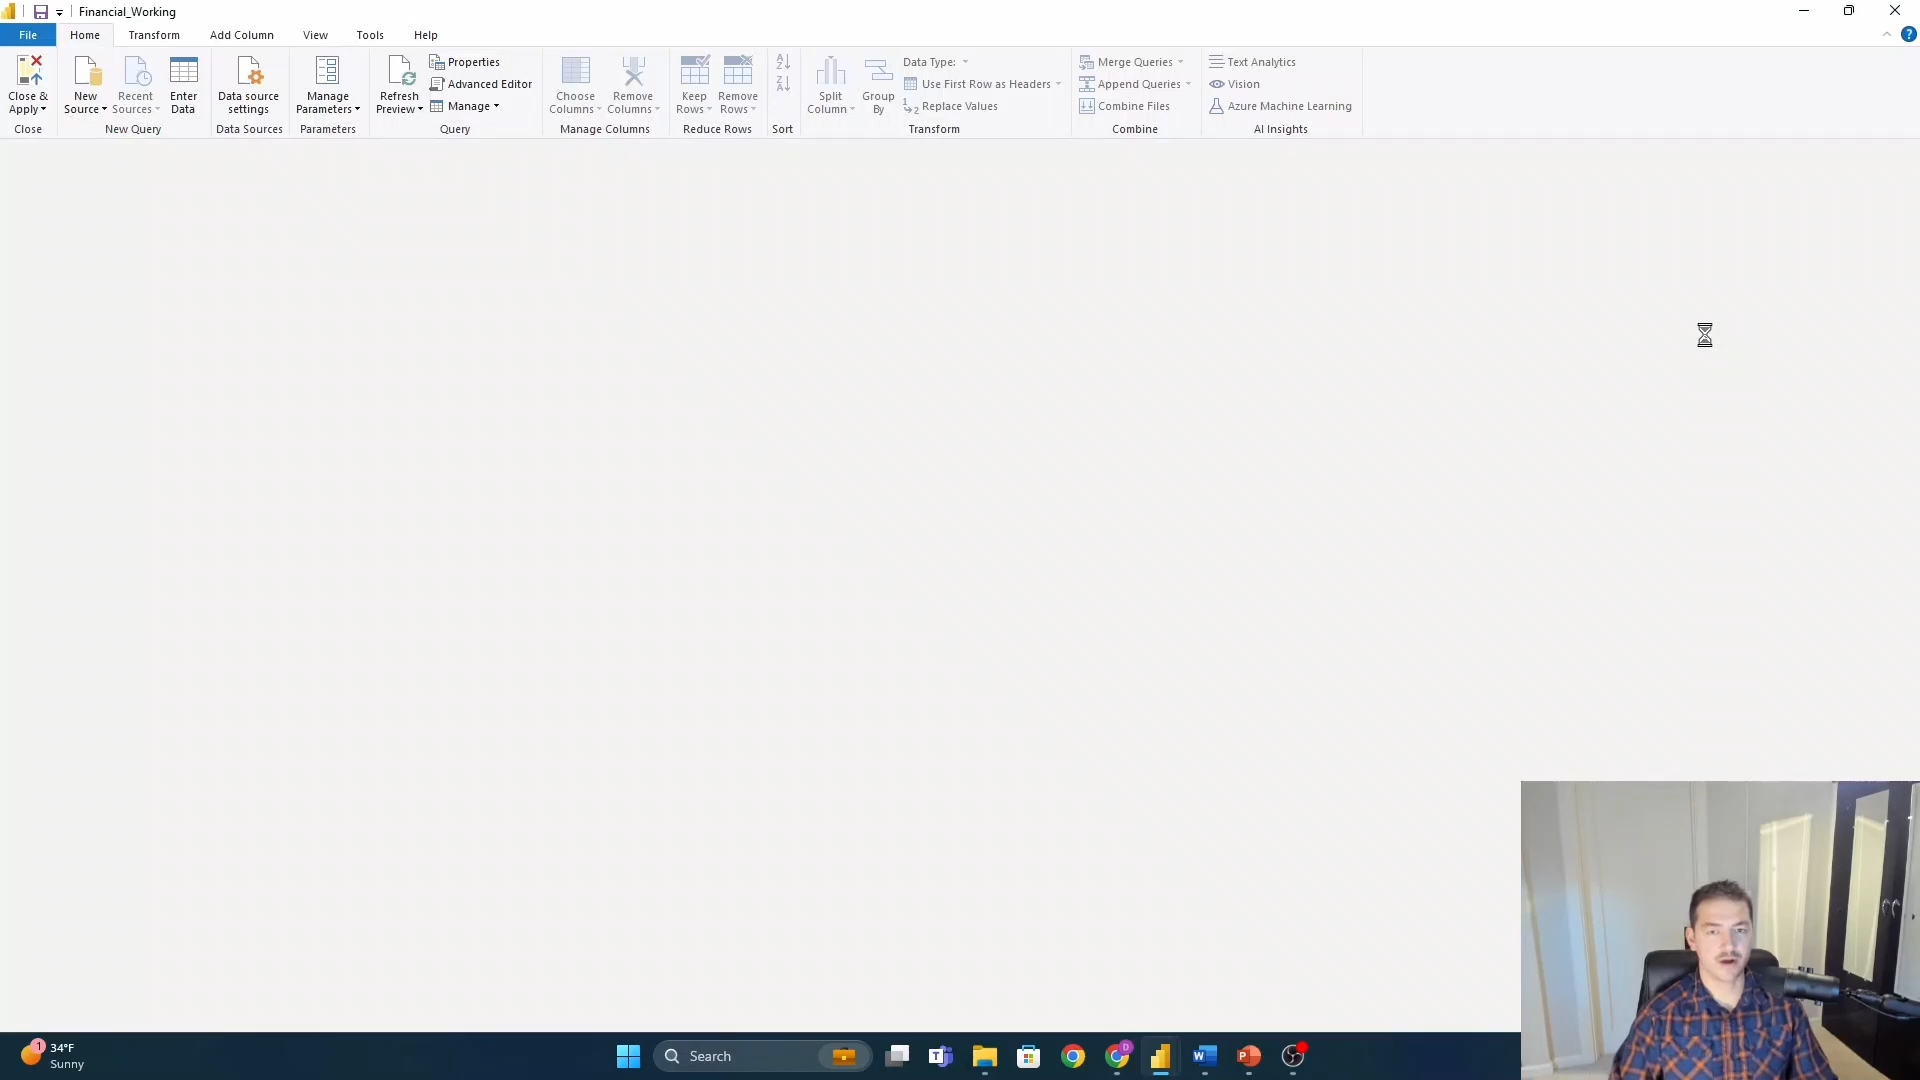 Financial_Working
File Home Transform Add Column View Tools Help
Close & Apply
Close
New Source
Recent Sources
Enter Data
New Query
Data source settings
Data Sources
Manage Parameters
Parameters
Refresh Preview
Properties
Advanced Editor
Manage
Query
Choose Columns
Remove Columns
Manage Columns
Keep Rows
Remove Rows
Reduce Rows
A Z
Z A
Sort
Split Column
Group By
Data Type:
Use First Row as Headers
1 2 Replace Values
Transform
Merge Queries
Append Queries
Combine Files
Combine
Text Analytics
Vision
Azure Machine Learning
AI Insights
?
1
34°F
Sunny
Search
T
D
W
P